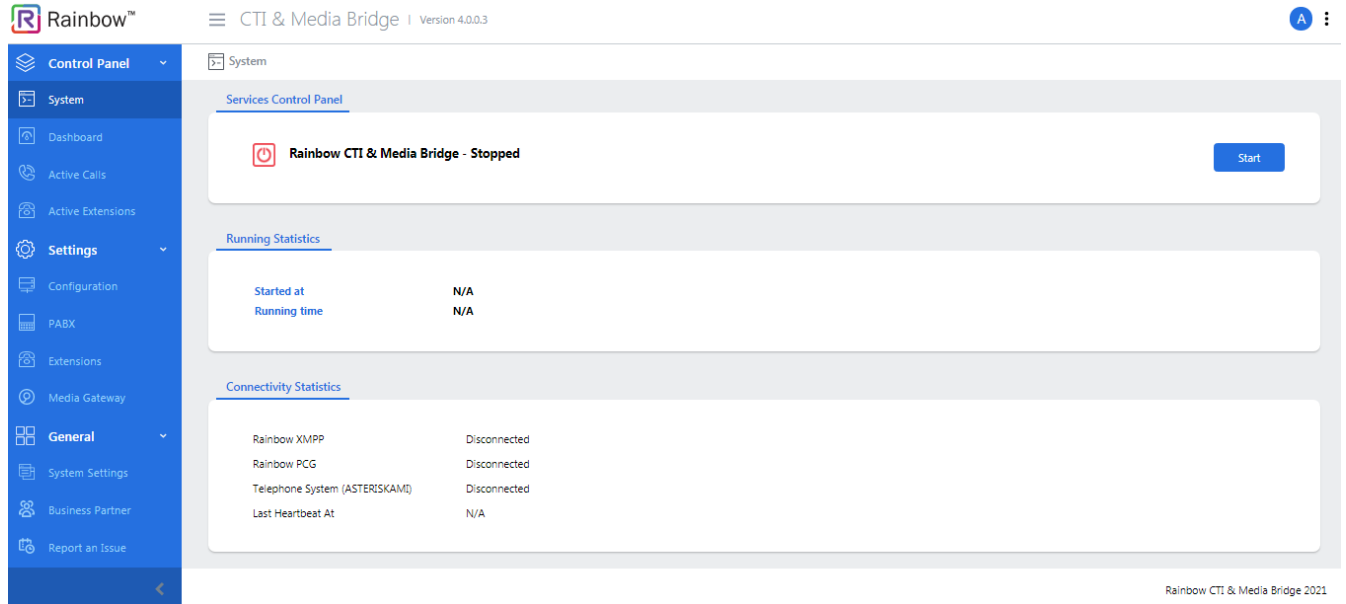 Rainbow™
CTI & Media Bridge | Version 4.0.0.3
A
Control Panel
System
Dashboard
Active Calls
Active Extensions
Settings
Configuration
PABX
Extensions
Media Gateway
General
System Settings
Business Partner
Report an Issue
System
Services Control Panel
Rainbow CTI & Media Bridge - Stopped
Start
Running Statistics
Started at N/A
Running time N/A
Connectivity Statistics
Rainbow XMPP Disconnected
Rainbow PCG Disconnected
Telephone System (ASTERISKAMI) Disconnected
Last Heartbeat At N/A
Rainbow CTI & Media Bridge 2021